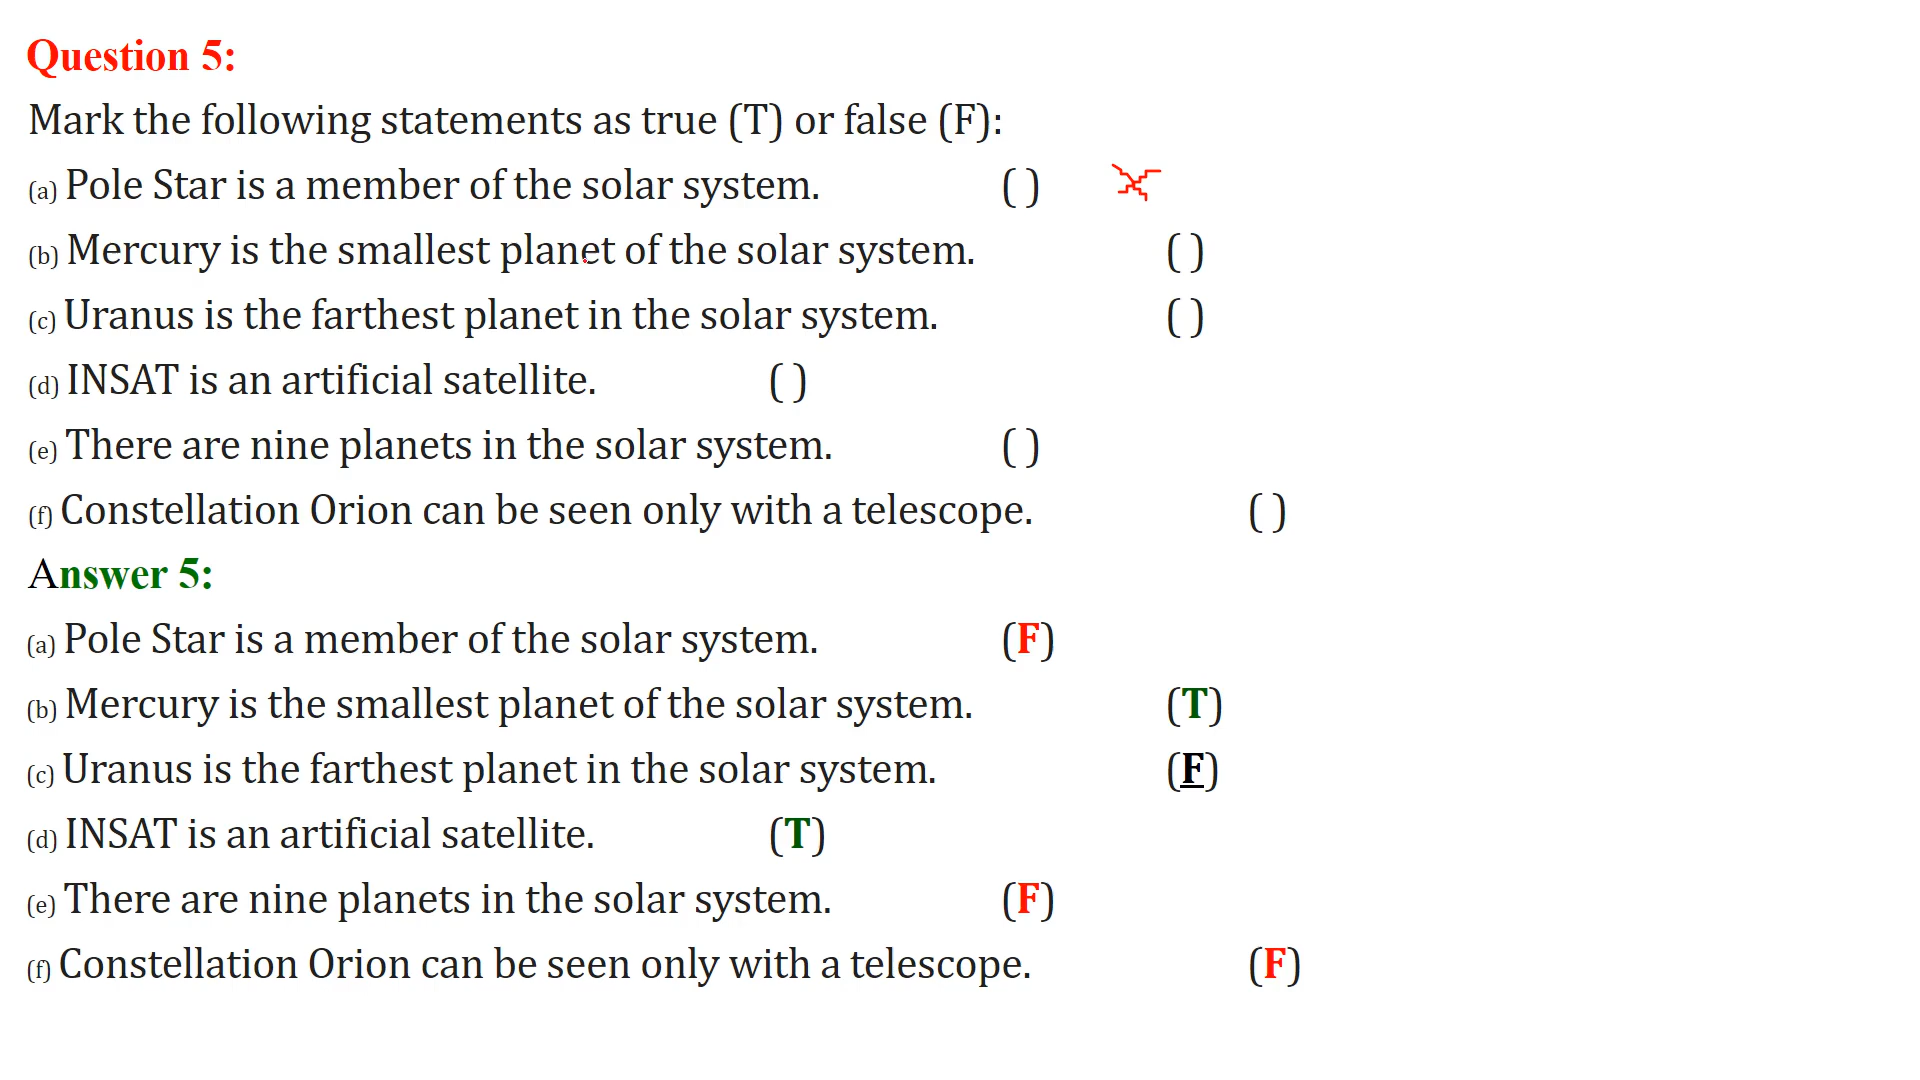 Question 5:
Mark the following statements as true (T) or false (F):
(a) Pole Star is a member of the solar system. ( )
(b) Mercury is the smallest planet of the solar system. ( )
(c) Uranus is the farthest planet in the solar system. ( )
(d) INSAT is an artificial satellite. ( )
(e) There are nine planets in the solar system. ( )
(f) Constellation Orion can be seen only with a telescope. ( )
Answer 5:
(a) Pole Star is a member of the solar system. (F)
(b) Mercury is the smallest planet of the solar system. (T)
(c) Uranus is the farthest planet in the solar system. (F)
(d) INSAT is an artificial satellite. (T)
(e) There are nine planets in the solar system. (F)
(f) Constellation Orion can be seen only with a telescope. (F)